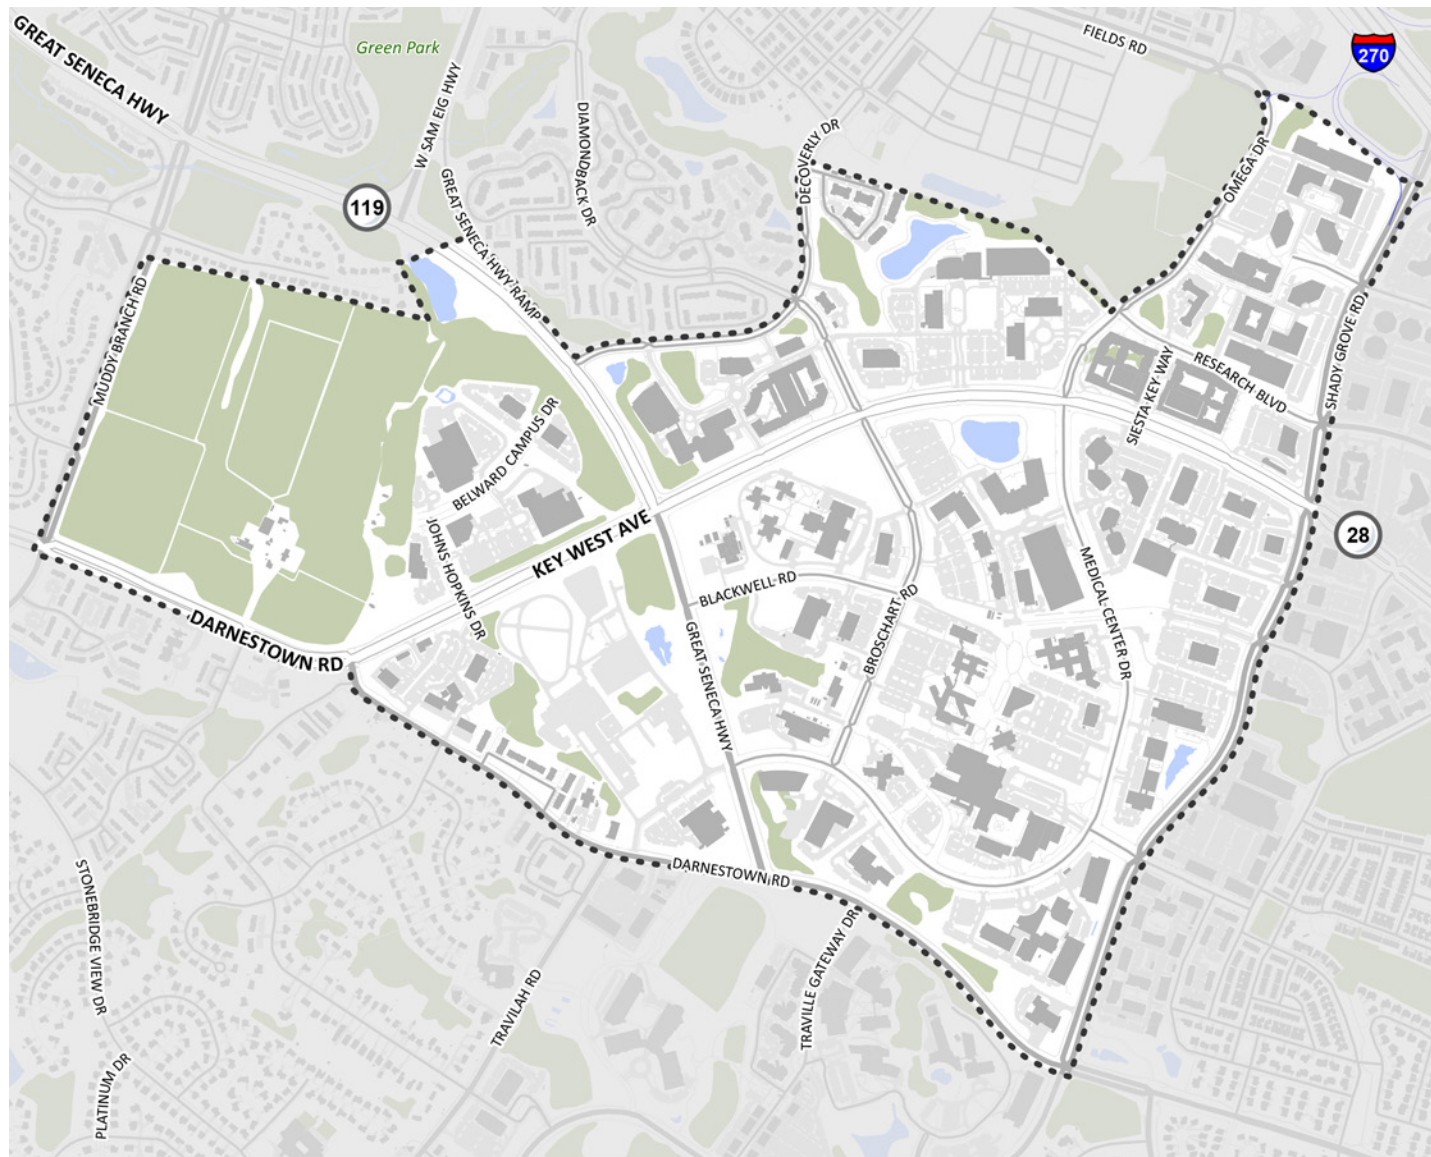 GREAT SENECA HWY
Green Park
FIELDS RD
270
W SAM EIG HWY
DIAMONDBACK DR
DECOVERLY DR
OMEGA DR
119
GREAT SENECA HWY RAMP
MUDDY BRANCH RD
SHADY GROVE RD
RESEARCH BLVD
SIESTA KEY WAY
BELWARD CAMPUS DR
JOHNS HOPKINS DR
KEY WEST AVE
28
BLACKWELL RD
BROSCHART RD
MEDICAL CENTER DR
DARNESTOWN RD
GREAT SENECA HWY
DARNESTOWN RD
STONEBRIDGE VIEW DR
TRAVILAH RD
TRAVILLE GATEWAY DR
PLATINUM DR